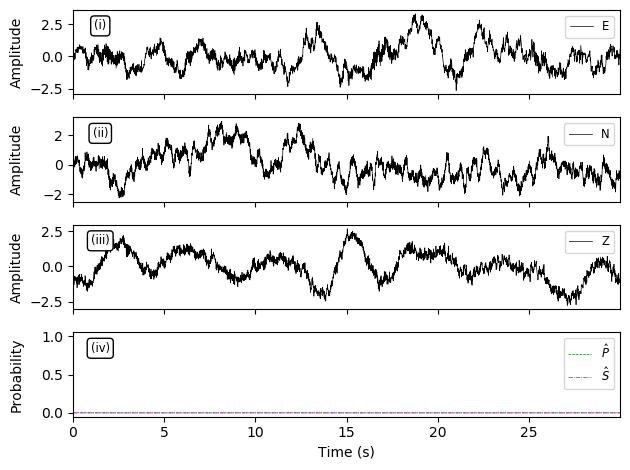 (i)
E
Amplitude
2.5
0.0
−2.5
(ii)
N
Amplitude
2
0
−2
(iii)
Z
Amplitude
2.5
0.0
−2.5
(iv)
P̂
Ŝ
Probability
1.0
0.5
0.0
0 5 10 15 20 25
Time (s)